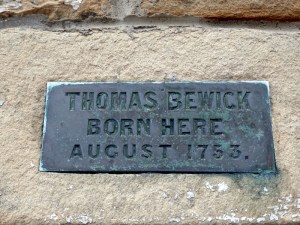 THOMAS BEWICK
BORN HERE
AUGUST 1753.